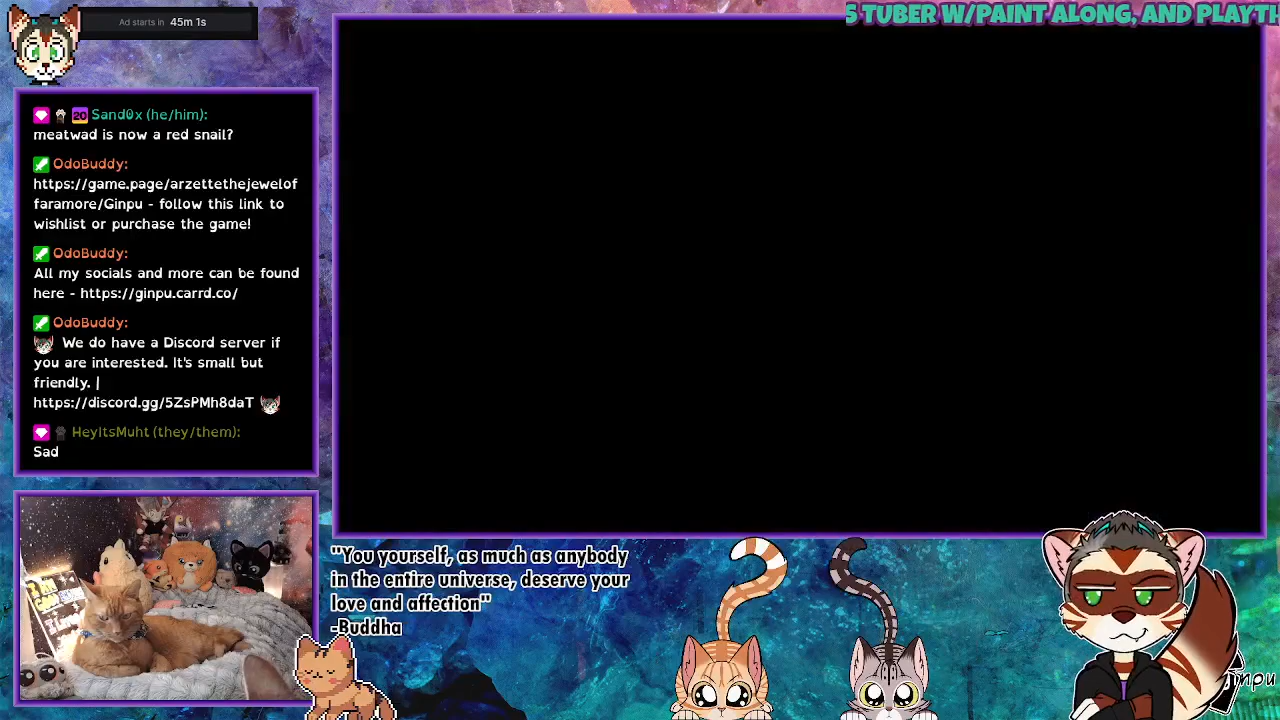 Ad starts in 45m 1s
5 TUBER W/PAINT ALONG, AND PLAYTI
20 Sand0x (he/him):
meatwad is now a red snail?
OdoBuddy:
https://game.page/arzettethejewelof
faramore/Ginpu - follow this link to
wishlist or purchase the game!
OdoBuddy:
All my socials and more can be found
here - https://ginpu.carrd.co/
OdoBuddy:
We do have a Discord server if
you are interested. It's small but
friendly. |
https://discord.gg/5ZsPMh8daT
HeyItsMuht (they/them):
Sad
"You yourself, as much as anybody
in the entire universe, deserve your
love and affection"
-Buddha